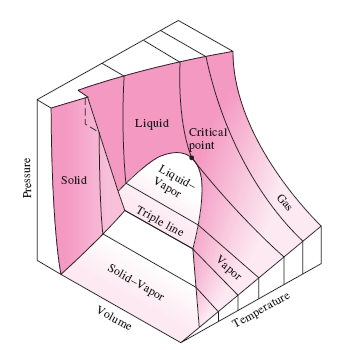 Liquid
Critical
point
Solid
Liquid–
Vapor
Triple line
Gas
Vapor
Solid–Vapor
Pressure
Volume
Temperature